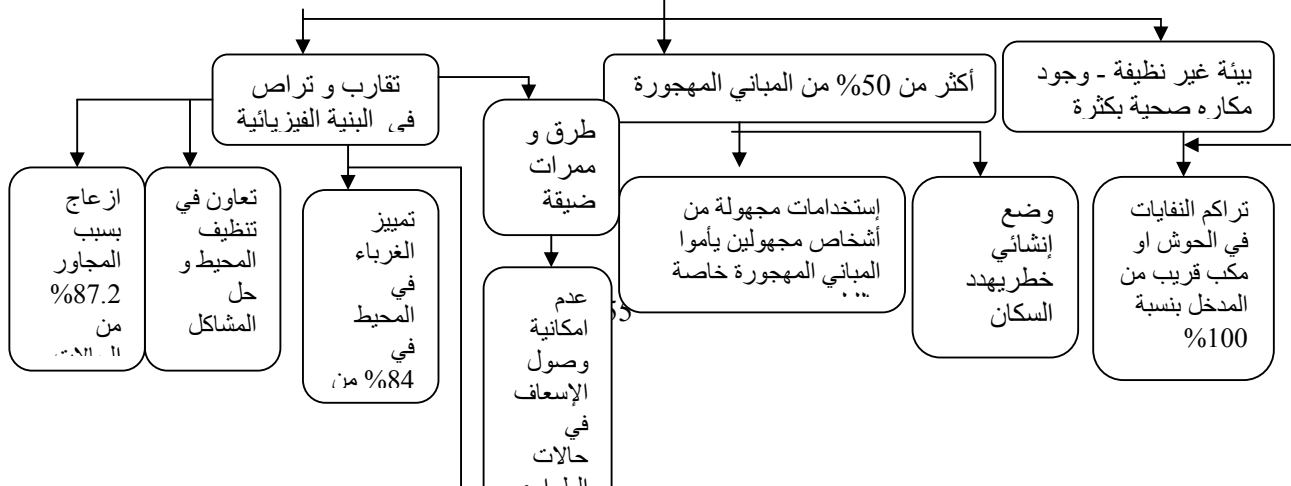 بيئة غير نظيفة - وجود
مكاره صحية بكثرة
أكثر من 50% من المباني المهجورة
تقارب و تراص
في البنية الفيزيائية
طرق و
ممرات
ضيقة
تراكم النفايات
في الحوش او
مكب قريب من
المدخل بنسبة
100%
وضع
إنشائي
خطريهدد
السكان
إستخدامات مجهولة من
أشخاص مجهولين يأموا
المباني المهجورة خاصة
عدم
امكانية
وصول
الإسعاف
في
حالات
تمييز
الغرباء
في
المحيط
في
84% من
تعاون في
تنظيف
المحيط و
حل
المشاكل
ازعاج
بسبب
المجاور
87.2%
من
الحالات